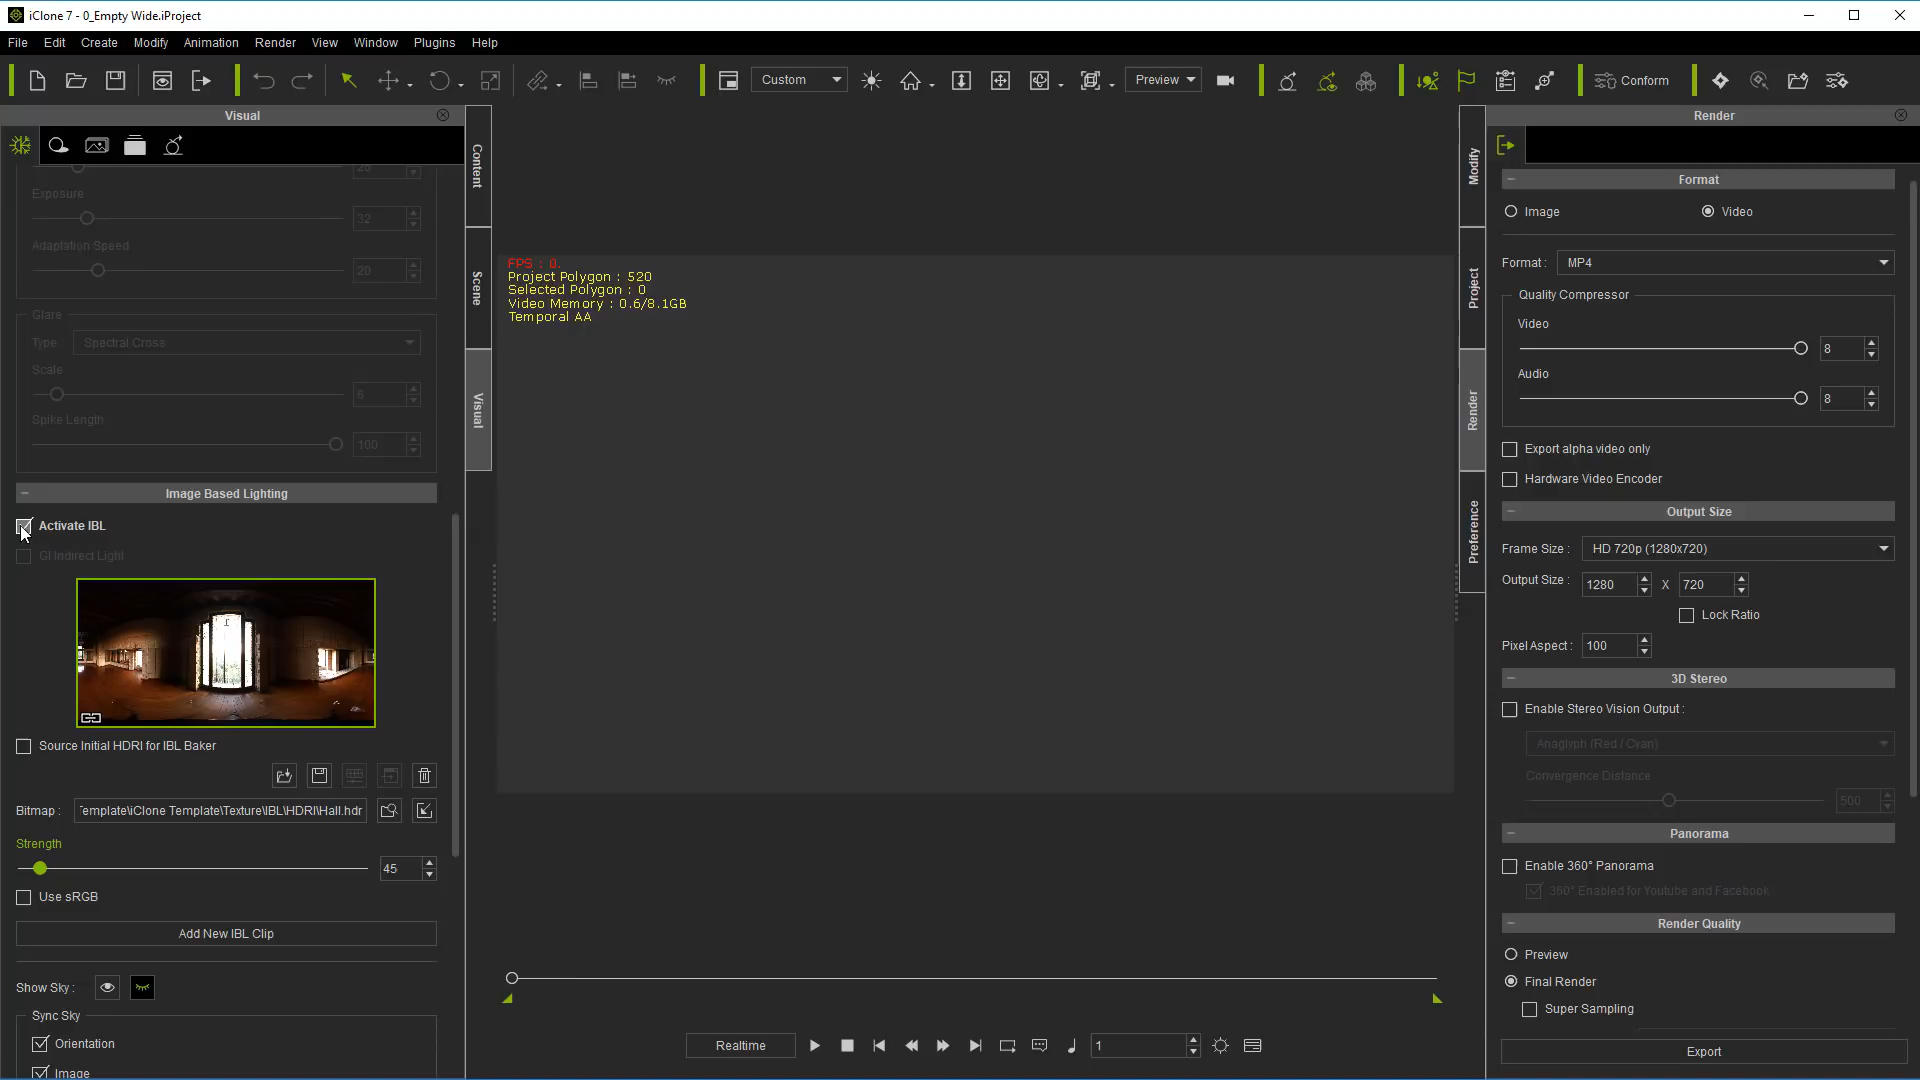 iClone 7 - 0_Empty Wide.iProject
File Edit Create Modify Animation Render View Window Plugins Help
Custom Preview Conform
Visual
20
Exposure
32
Adaptation Speed
20
Glare
Type Spectral Cross
Scale
6
Spike Length
100
Image Based Lighting
Activate IBL
GI Indirect Light
Source Initial HDRI for IBL Baker
Bitmap : Template\iClone Template\Texture\IBL\HDRI\Hall.hdr
Strength
45
Use sRGB
Add New IBL Clip
Show Sky :
Sync Sky
Orientation
Image
Content
Scene
Visual
FPS : 0.
Project Polygon : 520
Selected Polygon : 0
Video Memory : 0.6/8.1GB
Temporal AA
Realtime 1
Modify
Project
Render
Preference
Render
Format
Image Video
Format : MP4
Quality Compressor
Video
8
Audio
8
Export alpha video only
Hardware Video Encoder
Output Size
Frame Size : HD 720p (1280x720)
Output Size : 1280 X 720
Lock Ratio
Pixel Aspect : 100
3D Stereo
Enable Stereo Vision Output :
Anaglyph (Red / Cyan)
Convergence Distance
500
Panorama
Enable 360° Panorama
360° Enabled for Youtube and Facebook
Render Quality
Preview
Final Render
Super Sampling
Export